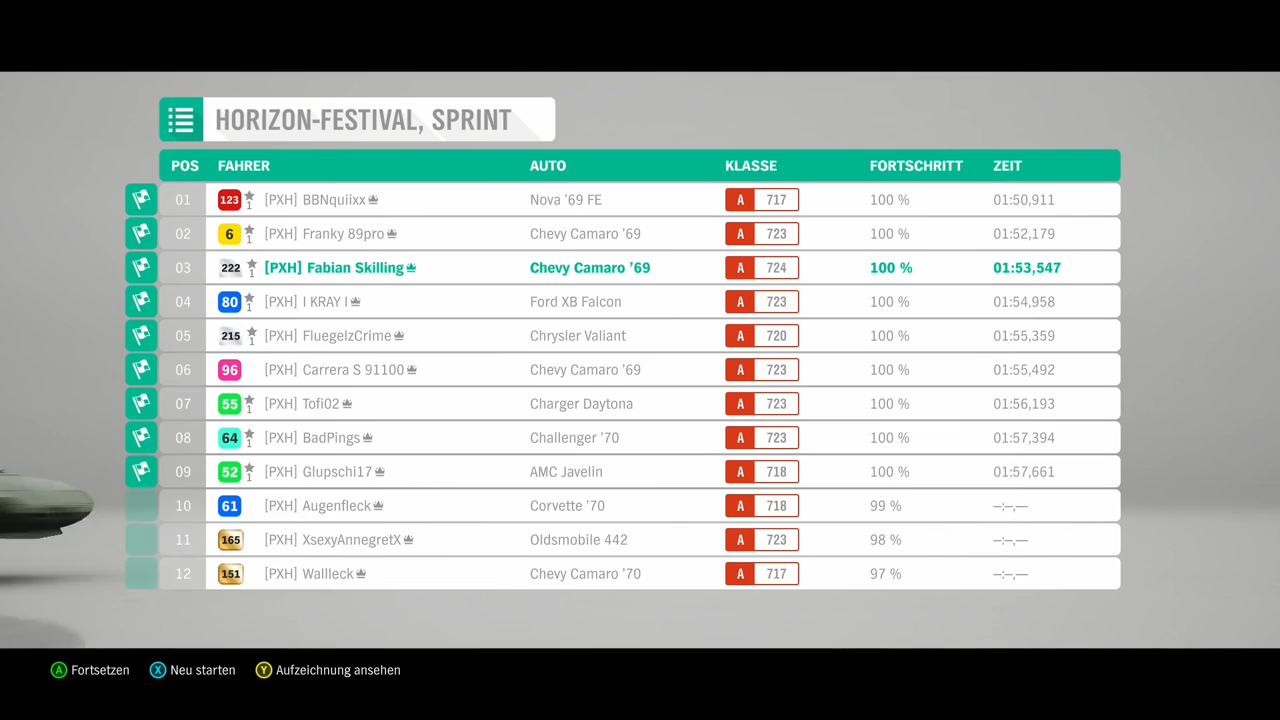 HORIZON-FESTIVAL, SPRINT
POS FAHRER AUTO KLASSE FORTSCHRITT ZEIT
01 123 1 [PXH] BBNquiixx Nova '69 FE A 717 100 % 01:50,911
02 6 1 [PXH] Franky 89pro Chevy Camaro '69 A 723 100 % 01:52,179
03 222 1 [PXH] Fabian Skilling Chevy Camaro '69 A 724 100 % 01:53,547
04 80 1 [PXH] I KRAY I Ford XB Falcon A 723 100 % 01:54,958
05 215 1 [PXH] FluegelzCrime Chrysler Valiant A 720 100 % 01:55,359
06 96 [PXH] Carrera S 91100 Chevy Camaro '69 A 723 100 % 01:55,492
07 55 1 [PXH] Tofi02 Charger Daytona A 723 100 % 01:56,193
08 64 1 [PXH] BadPings Challenger '70 A 723 100 % 01:57,394
09 52 1 [PXH] Glupschi17 AMC Javelin A 718 100 % 01:57,661
10 61 [PXH] Augenfleck Corvette '70 A 718 99 % –:–,––
11 165 [PXH] XsexyAnnegretX Oldsmobile 442 A 723 98 % –:–,––
12 151 [PXH] Wallleck Chevy Camaro '70 A 717 97 % –:–,––
A Fortsetzen X Neu starten Y Aufzeichnung ansehen